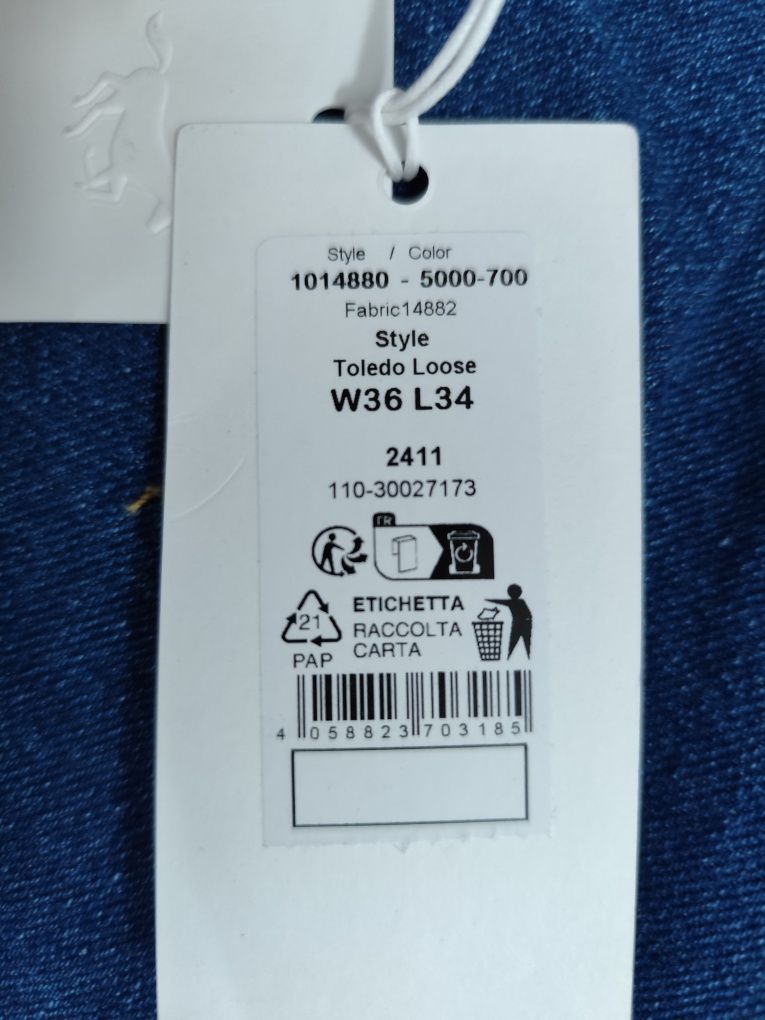 Style / Color
1014880 - 5000-700
Fabric14882
Style
Toledo Loose
W36 L34
2411
110-30027173
FR
21
PAP
ETICHETTA
RACCOLTA
CARTA
4 058823 703185